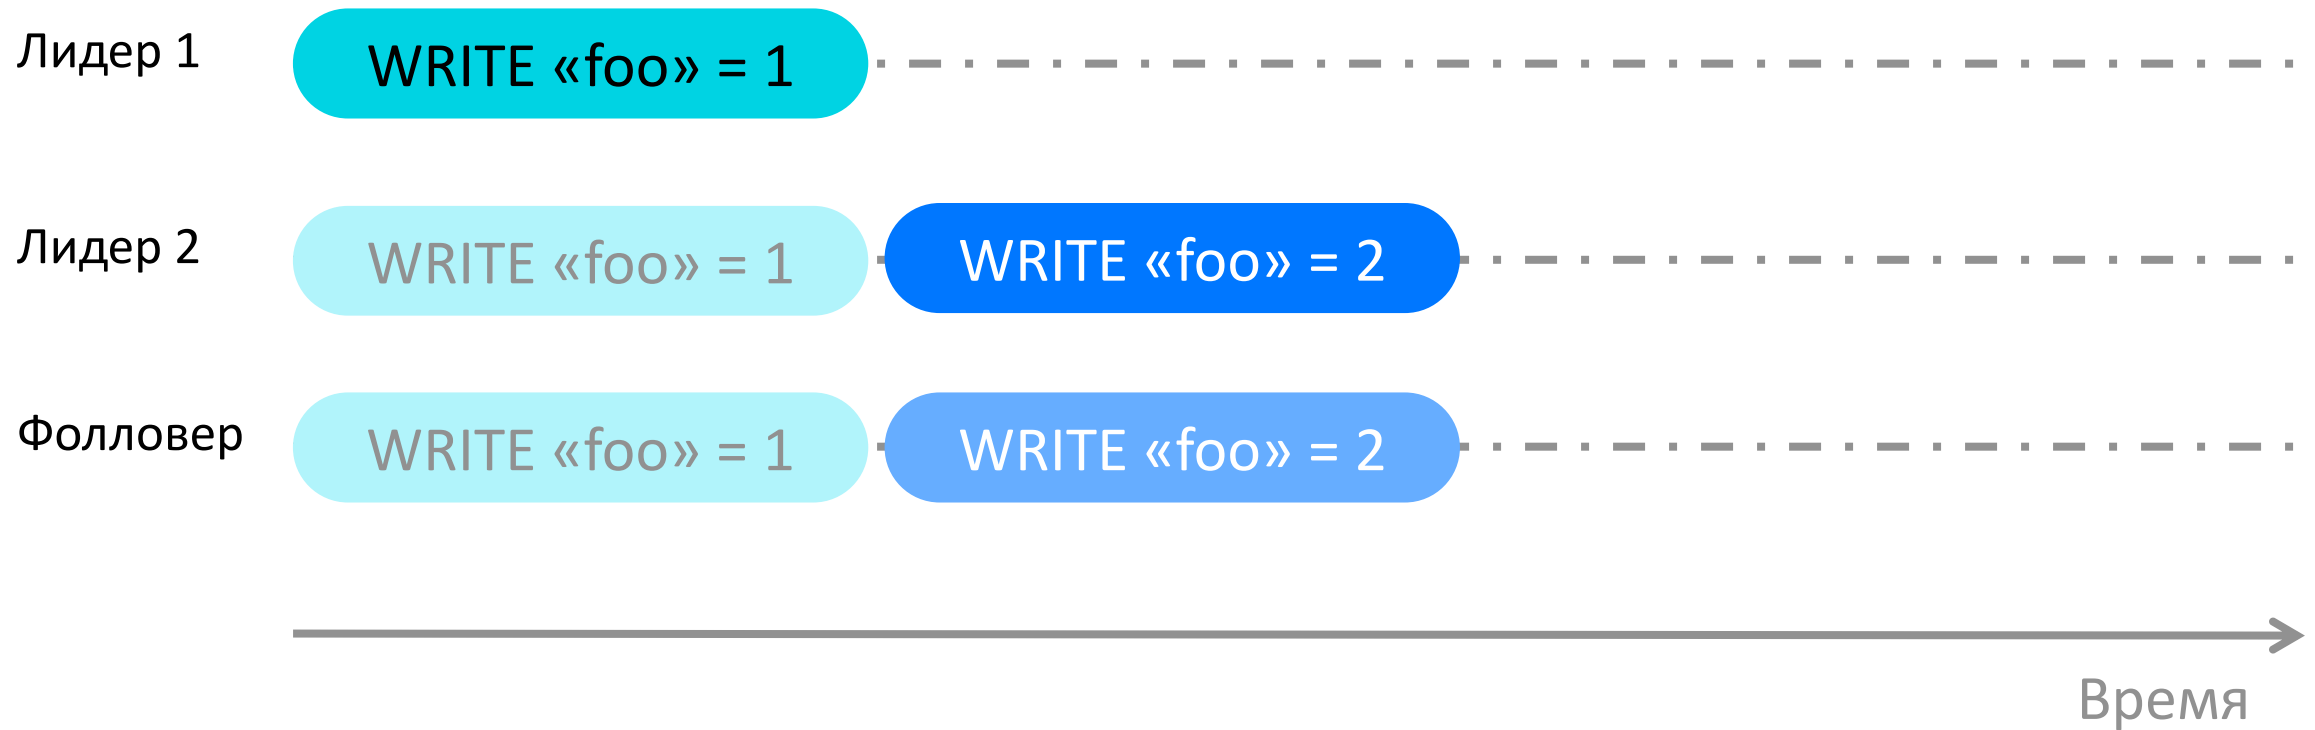 Лидер 1 WRITE «foo» = 1
Лидер 2 WRITE «foo» = 1 WRITE «foo» = 2
Фолловер WRITE «foo» = 1 WRITE «foo» = 2
Время